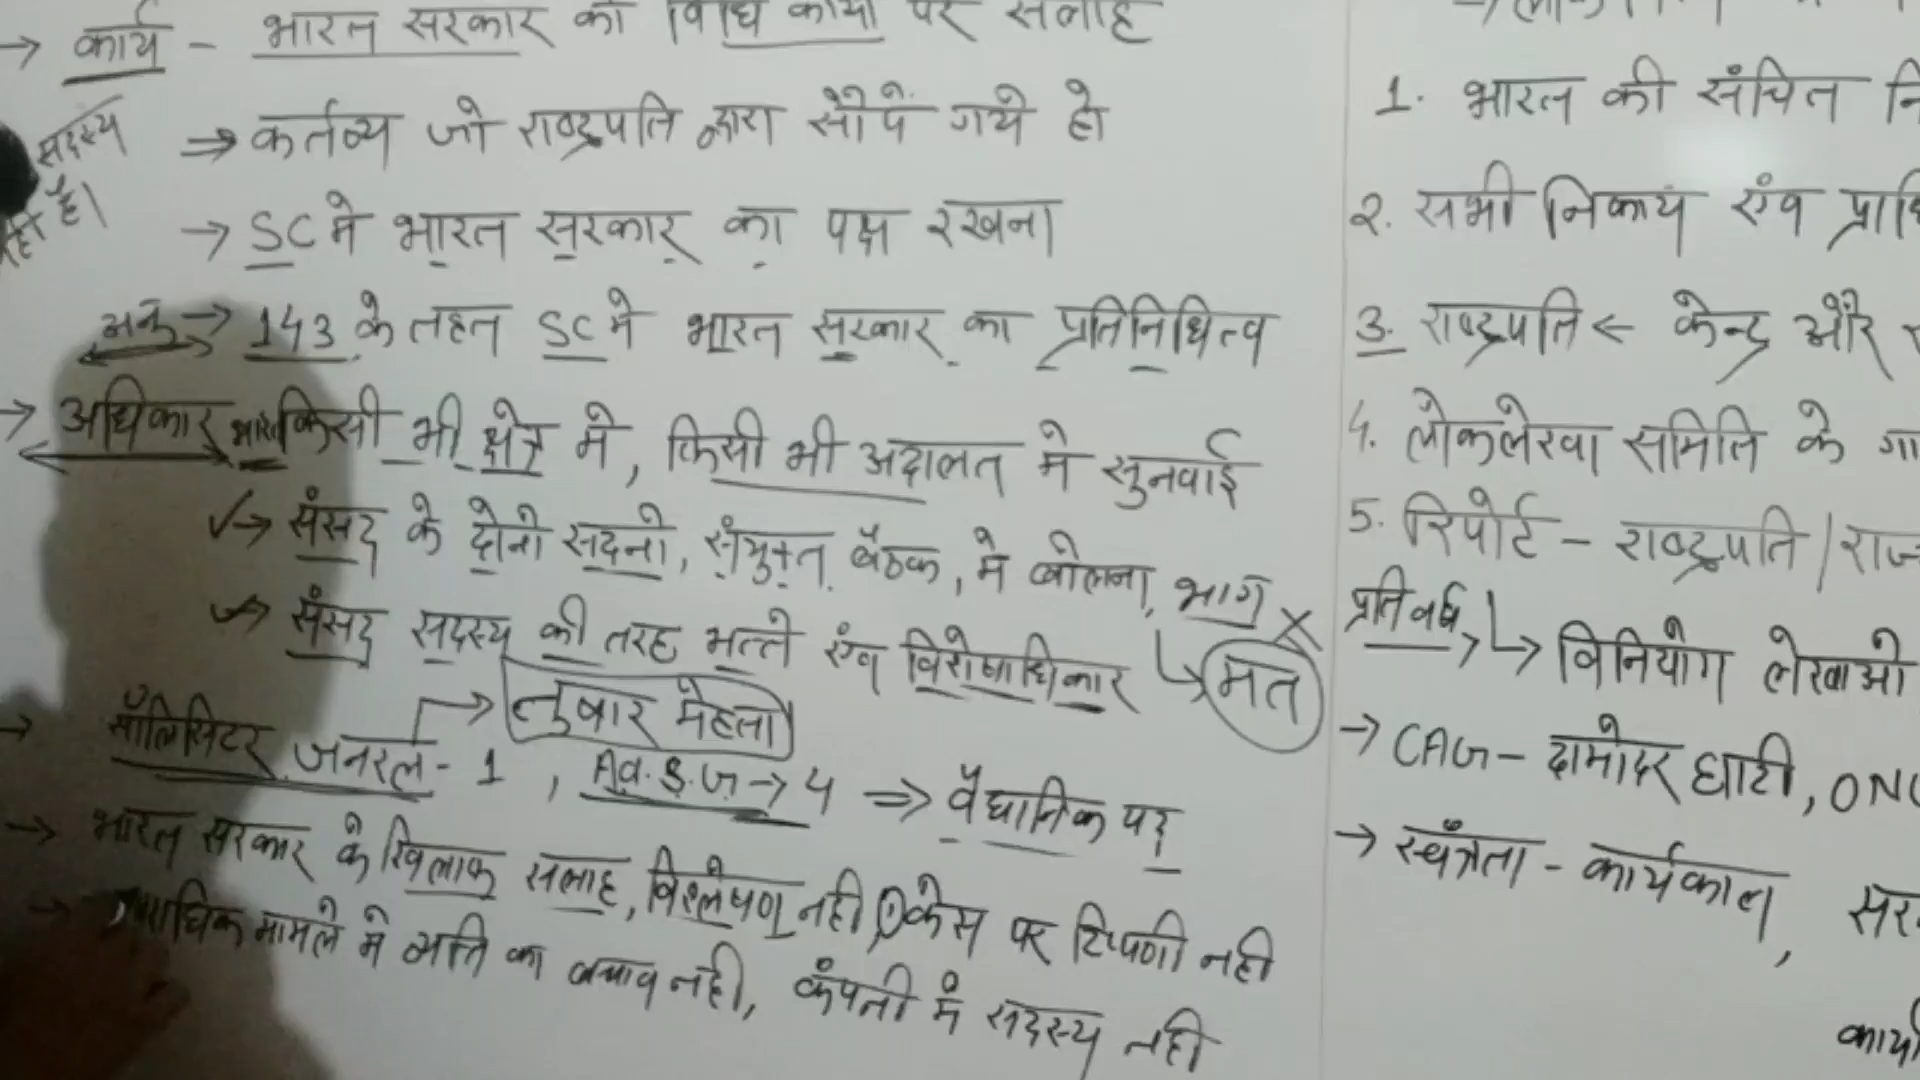 → कार्य - भारत सरकार को विधि कार्यो पर सलाह
सदस्य
है।
⇒ कर्तव्य जो राष्ट्रपति द्वारा सौपें गये हो
→ SC मे भारत सरकार का पक्ष रखना
अनु → 143 के तहत SC मे भारत सरकार का प्रतिनिधित्व
→ अधिकार भारत किसी भी क्षेत्र मे, किसी भी अदालत मे सुनवाई
✓→ संसद के दोनो सदनो, संयुक्त बैठक, मे बोलना, भाग
→ संसद सदस्य की तरह भत्ते एंव विशेषाधिकार ↳ मत ×
→ तुषार मेहता
→ सॉलिसिटर जनरल - 1 , A.S.G. → 4 ⇒ वैधानिक पद
→ भारत सरकार के खिलाफ सलाह, विश्लेषण नही, केस पर टिप्पणी नही
→ मामले मे व्यक्ति का बचाव नही, कंपनी में सदस्य नही
1. भारत की संचित
2. सभी निकाय एंव
3. राष्ट्रपति ← केन्द्र और
4. लोकलेखा समिति के
5. रिपोर्ट - राष्ट्रपति /
प्रतिवर्ष → ↳ विनियोग लेखाओ
→ CAG - दामोदर घाटी,
→ स्वंत्रता - कार्यकाल,